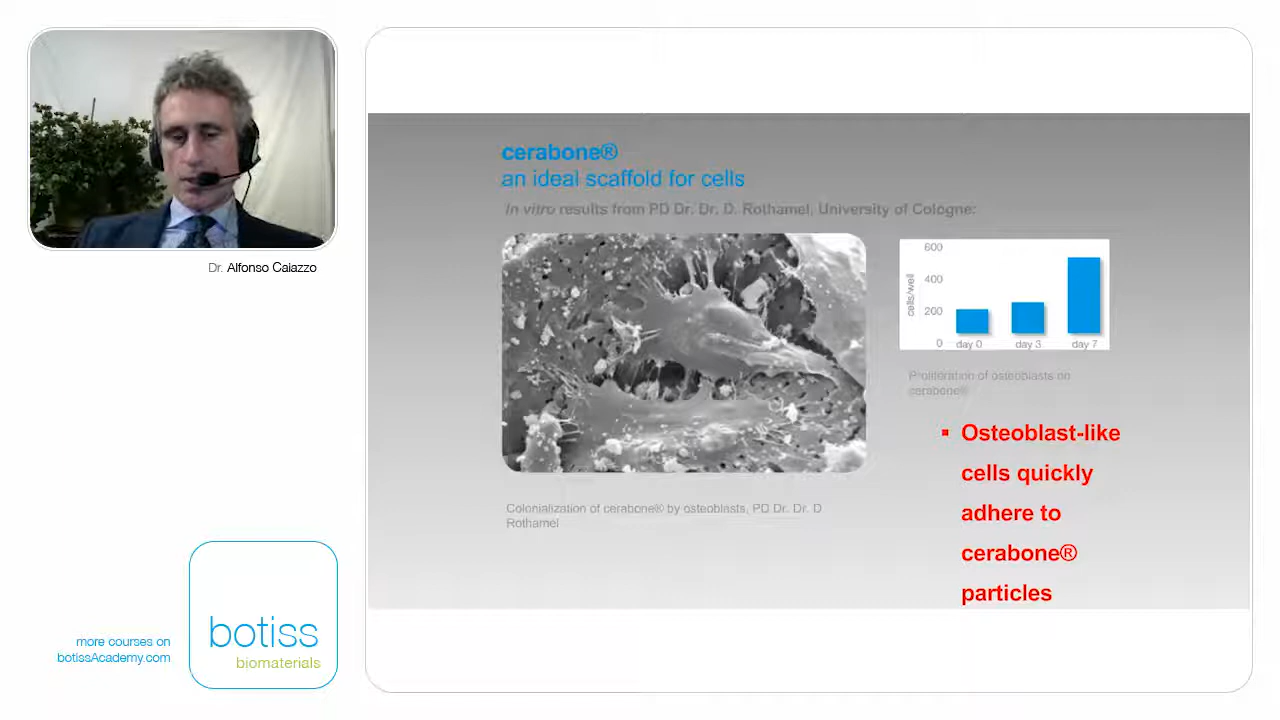 Dr. Alfonso Caiazzo
cerabone®
an ideal scaffold for cells
In vitro results from PD Dr. Dr. D. Rothamel, University of Cologne:
600
400
200
0
cells/well
day 0 day 3 day 7
Proliferation of osteoblasts on
cerabone®
Osteoblast-like
cells quickly
adhere to
cerabone®
particles
Colonialization of cerabone® by osteoblasts, PD Dr. Dr. D
Rothamel
more courses on
botissAcademy.com
botiss
biomaterials